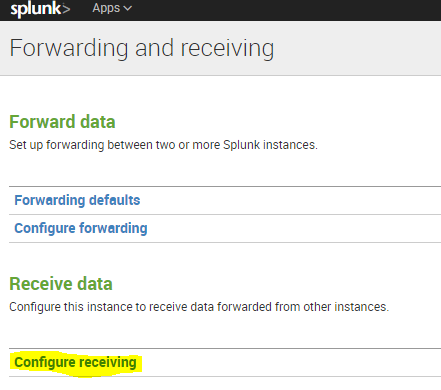 splunk> Apps
Forwarding and receiving
Forward data
Set up forwarding between two or more Splunk instances.
Forwarding defaults
Configure forwarding
Receive data
Configure this instance to receive data forwarded from other instances.
Configure receiving